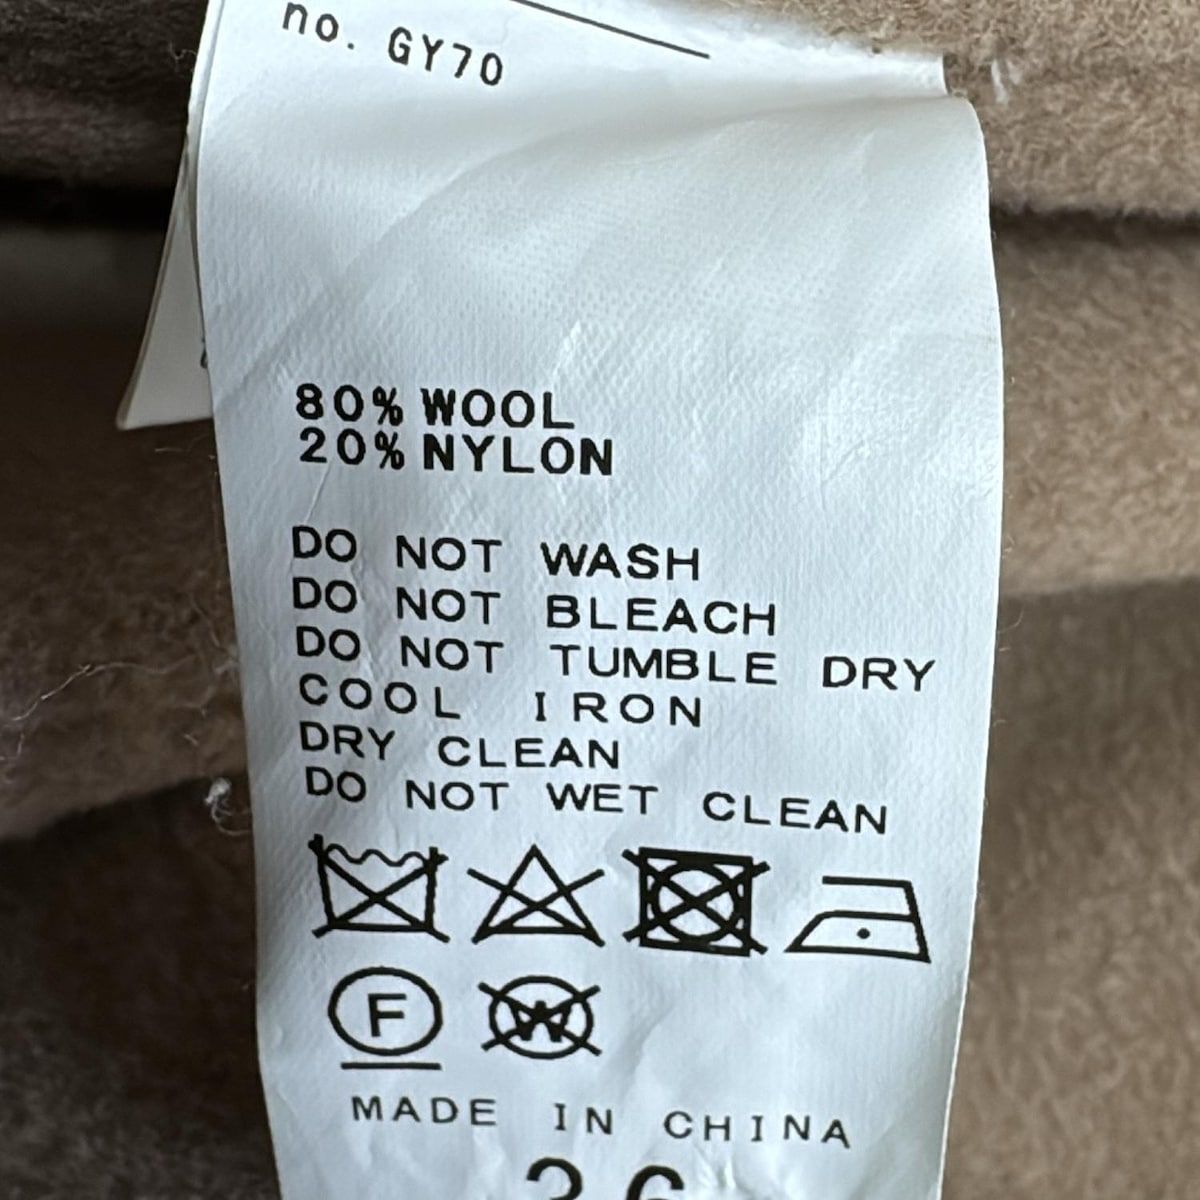 no. GY70
80% WOOL
20% NYLON
DO NOT WASH
DO NOT BLEACH
DO NOT TUMBLE DRY
COOL IRON
DRY CLEAN
DO NOT WET CLEAN
F W
MADE IN CHINA